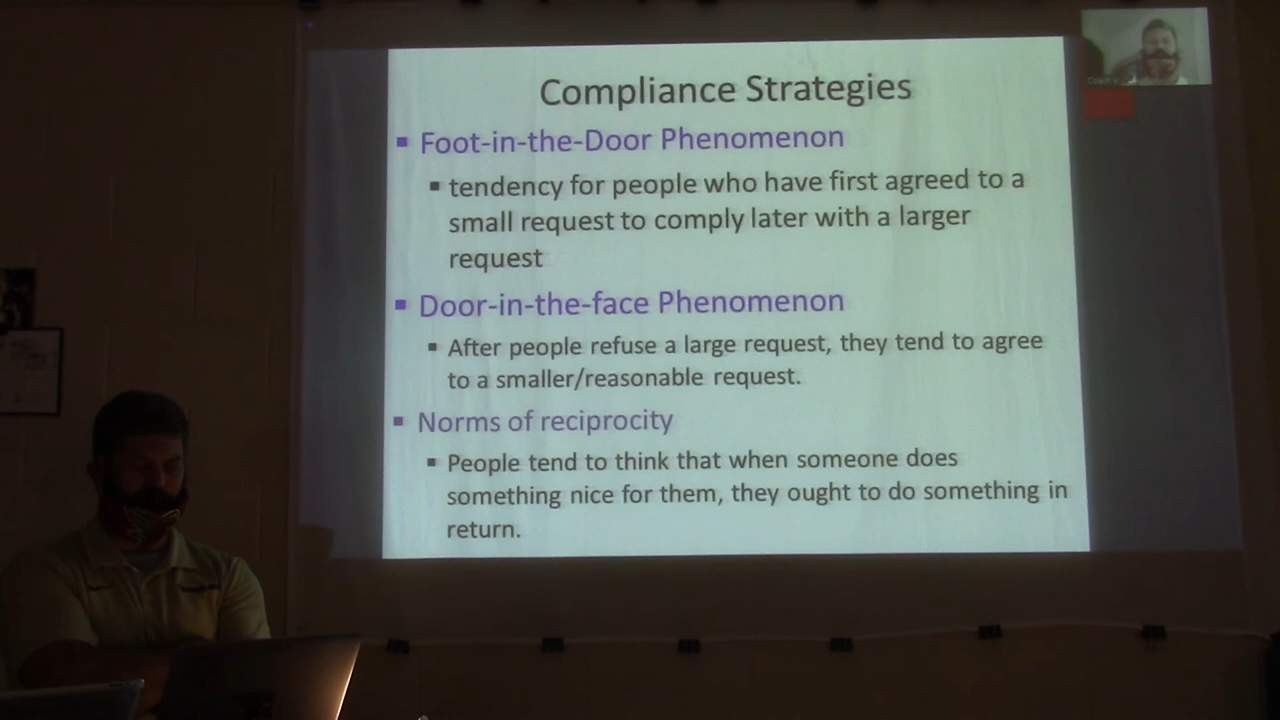 Compliance Strategies
Foot-in-the-Door Phenomenon
tendency for people who have first agreed to a
small request to comply later with a larger
request
Door-in-the-face Phenomenon
After people refuse a large request, they tend to agree
to a smaller/reasonable request.
Norms of reciprocity
People tend to think that when someone does
something nice for them, they ought to do something in
return.